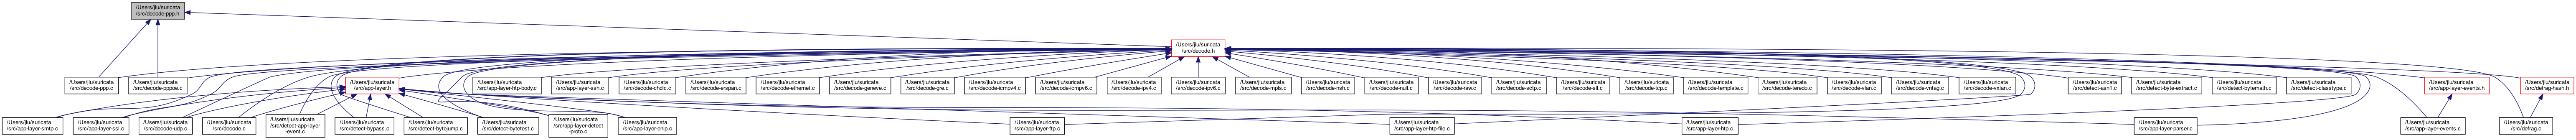 /Users/jlu/suricata
/src/decode-ppp.h
/Users/jlu/suricata
/src/decode.h
/Users/jlu/suricata
/src/decode-ppp.c
/Users/jlu/suricata
/src/decode-pppoe.c
/Users/jlu/suricata
/src/app-layer.h
/Users/jlu/suricata
/src/app-layer-htp-body.c
/Users/jlu/suricata
/src/app-layer-ssh.c
/Users/jlu/suricata
/src/decode-chdlc.c
/Users/jlu/suricata
/src/decode-erspan.c
/Users/jlu/suricata
/src/decode-ethernet.c
/Users/jlu/suricata
/src/decode-geneve.c
/Users/jlu/suricata
/src/decode-gre.c
/Users/jlu/suricata
/src/decode-icmpv4.c
/Users/jlu/suricata
/src/decode-icmpv6.c
/Users/jlu/suricata
/src/decode-ipv4.c
/Users/jlu/suricata
/src/decode-ipv6.c
/Users/jlu/suricata
/src/decode-mpls.c
/Users/jlu/suricata
/src/decode-nsh.c
/Users/jlu/suricata
/src/decode-null.c
/Users/jlu/suricata
/src/decode-raw.c
/Users/jlu/suricata
/src/decode-sctp.c
/Users/jlu/suricata
/src/decode-sll.c
/Users/jlu/suricata
/src/decode-tcp.c
/Users/jlu/suricata
/src/decode-template.c
/Users/jlu/suricata
/src/decode-teredo.c
/Users/jlu/suricata
/src/decode-vlan.c
/Users/jlu/suricata
/src/decode-vntag.c
/Users/jlu/suricata
/src/decode-vxlan.c
/Users/jlu/suricata
/src/detect-asn1.c
/Users/jlu/suricata
/src/detect-byte-extract.c
/Users/jlu/suricata
/src/detect-bytemath.c
/Users/jlu/suricata
/src/detect-classtype.c
/Users/jlu/suricata
/src/app-layer-events.h
/Users/jlu/suricata
/src/defrag-hash.h
/Users/jlu/suricata
/src/app-layer-smtp.c
/Users/jlu/suricata
/src/app-layer-ssl.c
/Users/jlu/suricata
/src/decode-udp.c
/Users/jlu/suricata
/src/decode.c
/Users/jlu/suricata
/src/detect-app-layer
-event.c
/Users/jlu/suricata
/src/detect-bypass.c
/Users/jlu/suricata
/src/detect-bytejump.c
/Users/jlu/suricata
/src/detect-bytetest.c
/Users/jlu/suricata
/src/app-layer-detect
-proto.c
/Users/jlu/suricata
/src/app-layer-enip.c
/Users/jlu/suricata
/src/app-layer-ftp.c
/Users/jlu/suricata
/src/app-layer-htp-file.c
/Users/jlu/suricata
/src/app-layer-htp.c
/Users/jlu/suricata
/src/app-layer-parser.c
/Users/jlu/suricata
/src/app-layer-events.c
/Users/jlu/suricata
/src/defrag.c